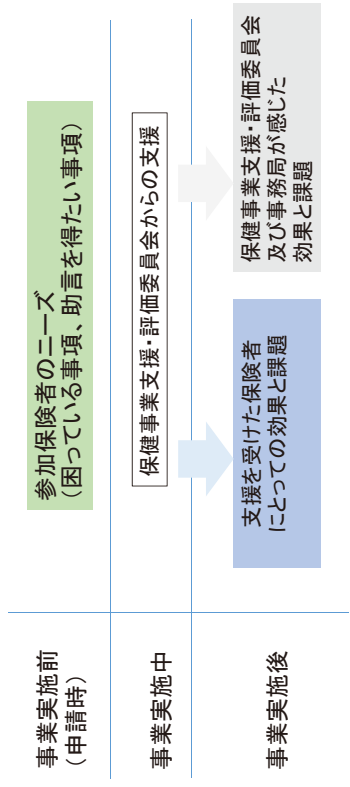 事業実施前
（申請時）
参加保険者のニーズ
（困っている事項、助言を得たい事項）
事業実施中
保健事業支援・評価委員会からの支援
事業実施後
支援を受けた保険者
にとっての効果と課題
保健事業支援・評価委員会
及び事務局が感じた
効果と課題